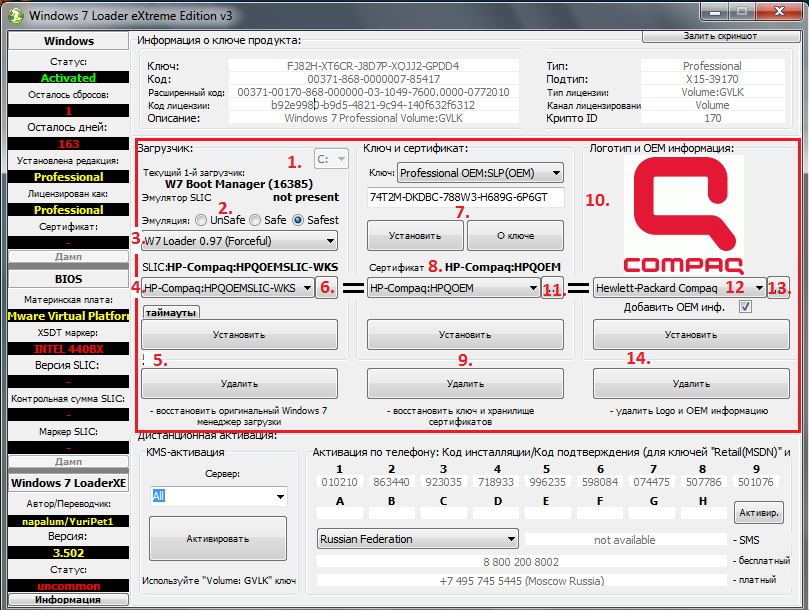 Windows 7 Loader eXtreme Edition v3
Windows
Статус:
Activated
Осталось сбросов:
1
Осталось дней:
163
Установлена редакция:
Professional
Лицензирован как:
Professional
Сертификат:
-
Дамп
BIOS
Материнская плата:
Mware Virtual Platforr
XSDT маркер:
INTEL 440BX
Версия SLIC:
-
Контрольная сумма SLIC:
-
Маркер SLIC:
-
Дамп
Windows 7 LoaderXE
Автор/Переводчик:
napalum/YuriPet1
Версия:
3.502
Статус:
uncommon
Информация
Информация о ключе продукта:
Залить скриншот
Ключ: FJ82H-XT6CR-J8D7P-XQJJ2-GPDD4
Код: 00371-868-0000007-85417
Расширенный код: 00371-00170-868-000000-03-1049-7600.0000-0772010
Код лицензии: b92e9980-b9d5-4821-9c94-140f632f6312
Описание: Windows 7 Professional Volume:GVLK
Тип: Professional
Подтип: X15-39170
Тип лицензии: Volume:GVLK
Канал лицензировани Volume
Крипто ID 170
Загрузчик:
1. C:
Текущий 1-й загрузчик:
W7 Boot Manager (16385)
Эмулятор SLIC not present
2.
Эмуляция: UnSafe Safe Safest
3. W7 Loader 0.97 (Forceful)
SLIC:HP-Compaq:HPQOEMSLIC-WKS
4. HP-Compaq:HPQOEMSLIC-WKS 6. =
таймауты
Установить
5.
Удалить
- восстановить оригинальный Windows 7
менеджер загрузки
Ключ и сертификат:
Ключ: Professional OEM:SLP(OEM)
74T2M-DKDBC-788W3-H689G-6P6GT
7.
Установить О ключе
Сертификат 8. HP-Compaq:HPQOEM
HP-Compaq:HPQOEM 11. =
Установить
9.
Удалить
- восстановить ключ и хранилище
сертификатов
Логотип и OEM информация:
10.
COMPAQ
Hewlett-Packard Compaq 12 13.
Добавить OEM инф.
Установить
14.
Удалить
- удалить Logo и OEM информацию
Дистанционная активация:
KMS-активация
Сервер:
All
Активировать
Используйте "Volume: GVLK" ключ
Активация по телефону: Код инсталляции/Код подтверждения (для ключей "Retail(MSDN)" и
1 2 3 4 5 6 7 8 9
010210 863440 923035 718933 996235 598084 074475 507786 501076
A B C D E F G H
Активир.
Russian Federation not available - SMS
8 800 200 8002 - бесплатный
+7 495 745 5445 (Moscow Russia) - платный